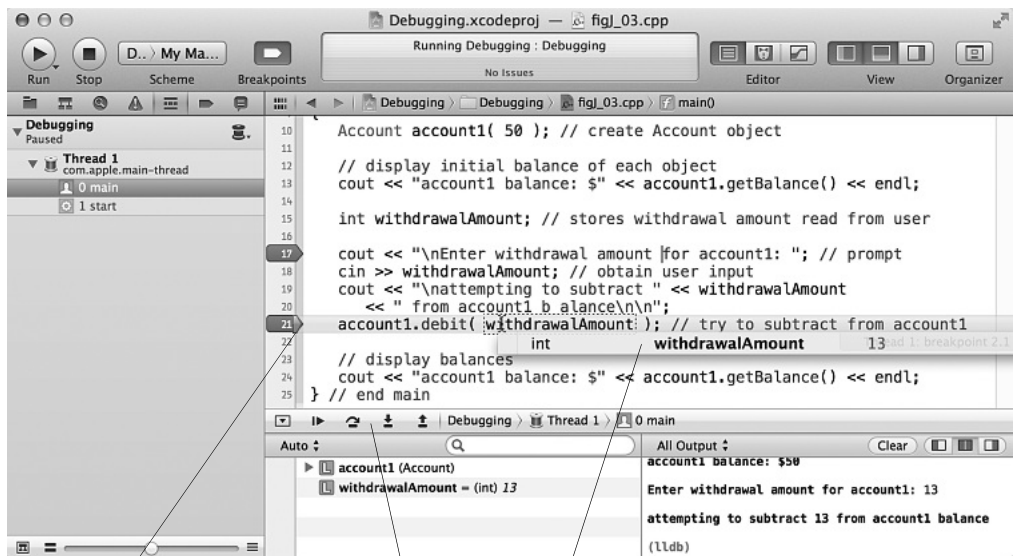 Debugging.xcodeproj — figJ_03.cpp
Run Stop D.. 〉 My Ma... Scheme Breakpoints
Running Debugging : Debugging
No Issues
Editor View Organizer
Debugging 〉 Debugging 〉 figJ_03.cpp 〉 main()
Debugging
Paused
Thread 1
com.apple.main-thread
0 main
1 start
10 Account account1( 50 ); // create Account object
11
12 // display initial balance of each object
13 cout << "account1 balance: $" << account1.getBalance() << endl;
14
15 int withdrawalAmount; // stores withdrawal amount read from user
16
17 cout << "\nEnter withdrawal amount for account1: "; // prompt
18 cin >> withdrawalAmount; // obtain user input
19 cout << "\nattempting to subtract " << withdrawalAmount
20 << " from account1 b alance\n\n";
21 account1.debit( withdrawalAmount ); // try to subtract from account1
int withdrawalAmount 13
Thread 1: breakpoint 2.1
22
23 // display balances
24 cout << "account1 balance: $" << account1.getBalance() << endl;
25 } // end main
Debugging 〉 Thread 1 〉 0 main
Auto
All Output Clear
L account1 (Account)
L withdrawalAmount = (int) 13
account1 balance: $50
Enter withdrawal amount for account1: 13
attempting to subtract 13 from account1 balance
(lldb)